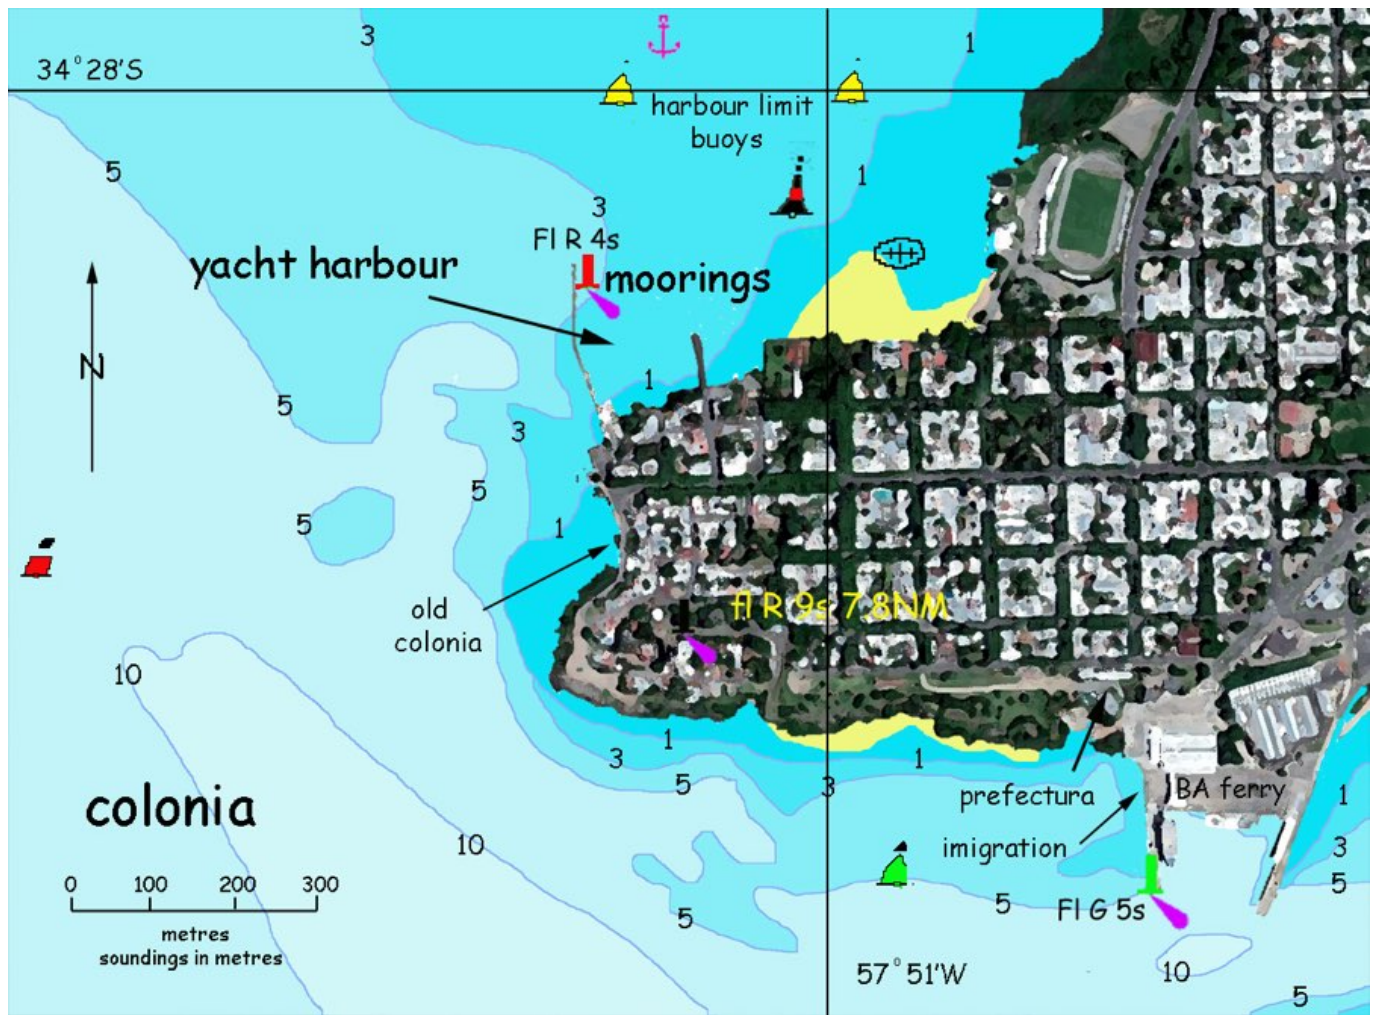 3
1
34°28'S
harbour limit
buoys
5
1
3
Fl R 4s
yacht harbour
moorings
N
1
5
3
5
5
1
old
colonia
fl R 9s 7.8NM
10
1
3
5
1
3
colonia
prefectura
BA ferry
1
10
imigration
3
0 100 200 300
5
5
Fl G 5s
5
metres
soundings in metres
57°51'W
10
5